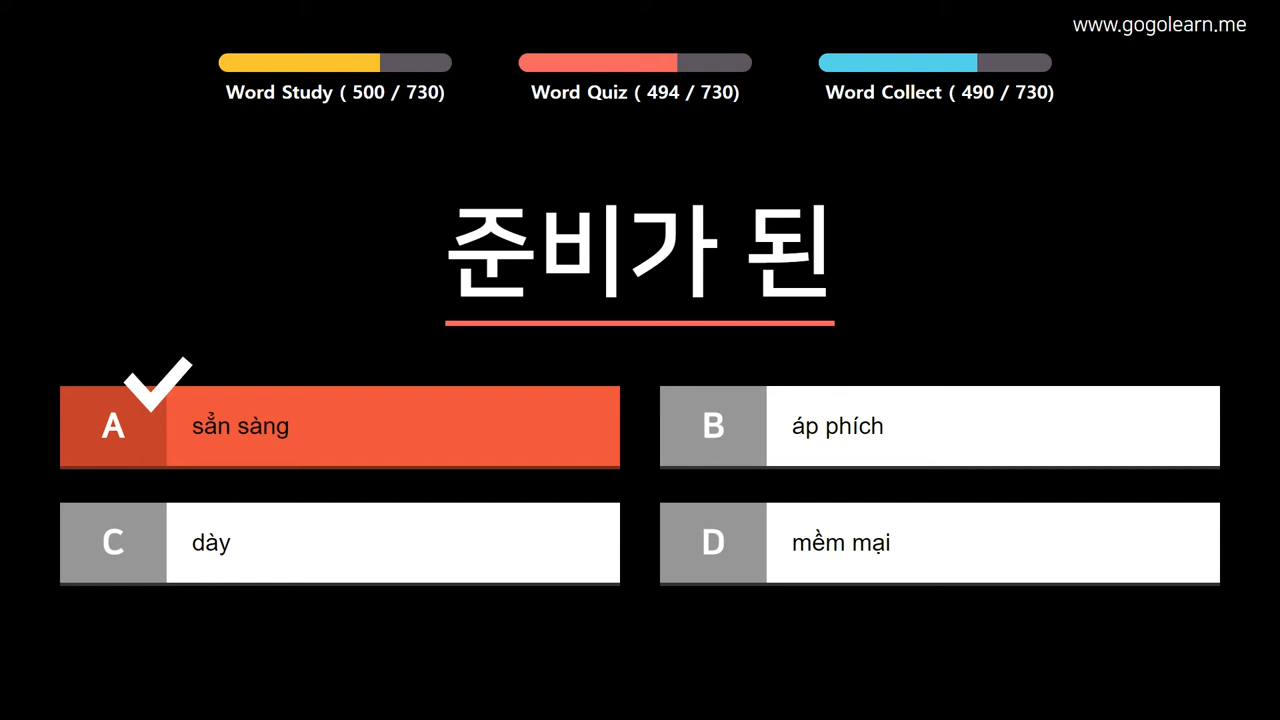 www.gogolearn.me
Word Study ( 500 / 730)
Word Quiz ( 494 / 730)
Word Collect ( 490 / 730)
준비가 된
A sẳn sàng
B áp phích
C dày
D mềm mại